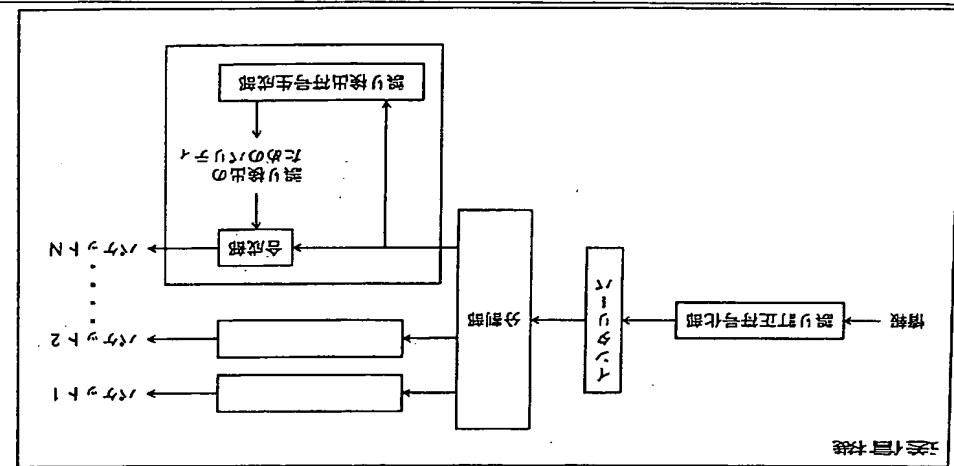 送信機
情報
誤り訂正符号化部
インタリーバ
分割部
パケット1
パケット2
合成部
パケットN
誤り検出の
ためのパリティ
誤り検出符号生成部